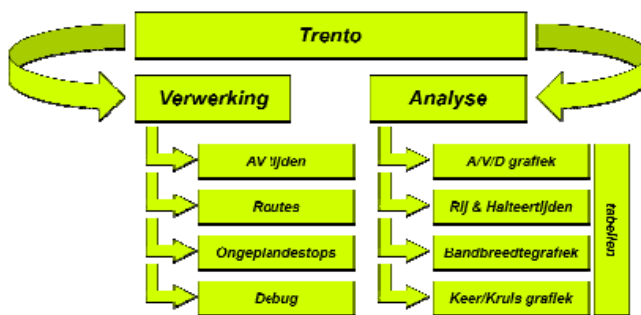 Trento
Verwerking
Analyse
AV tijden
A/V/D grafiek
Routes
Rij & Halteertijden
Ongeplandestops
Bandbreedtegrafiek
Debug
Keer/Kruis grafiek
tabellen